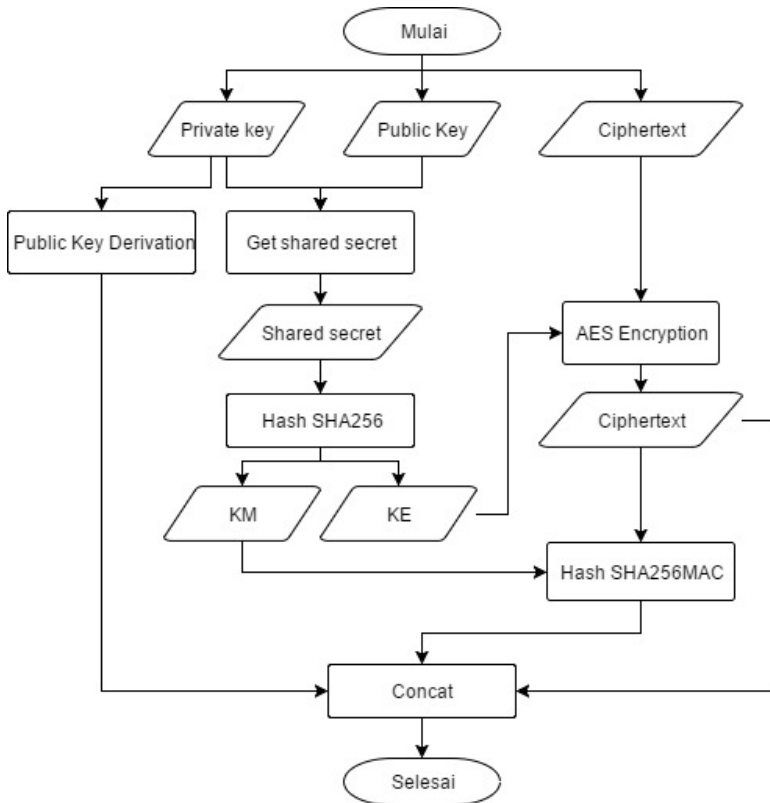 Mulai
Private key
Public Key
Ciphertext
Public Key Derivation
Get shared secret
Shared secret
AES Encryption
Hash SHA256
Ciphertext
KM
KE
Hash SHA256MAC
Concat
Selesai